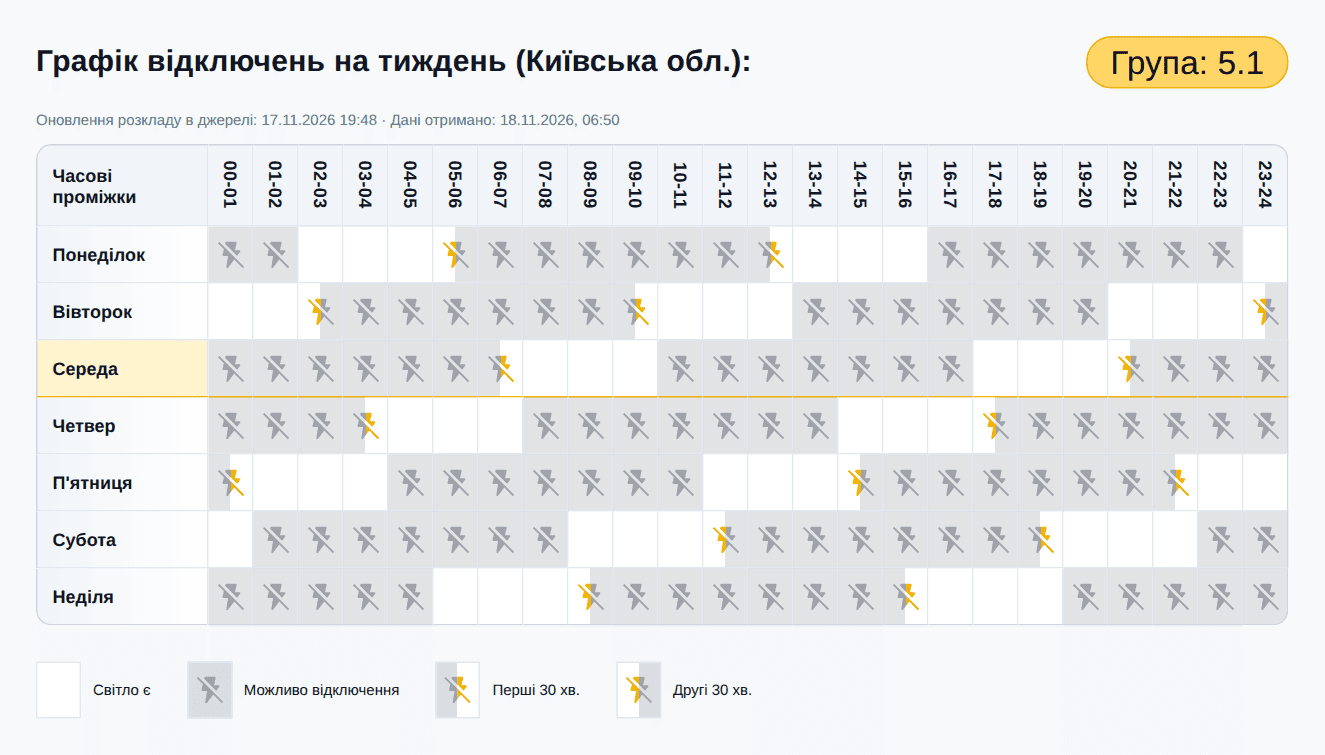 Графік відключень на тиждень (Київська обл.):
Група: 5.1
Оновлення розкладу в джерелі: 17.11.2026 19:48 · Дані отримано: 18.11.2026, 06:50
Часові
проміжки
00-01
01-02
02-03
03-04
04-05
05-06
06-07
07-08
08-09
09-10
10-11
11-12
12-13
13-14
14-15
15-16
16-17
17-18
18-19
19-20
20-21
21-22
22-23
23-24
Понеділок
Вівторок
Середа
Четвер
П'ятниця
Субота
Неділя
Світло є
Можливо відключення
Перші 30 хв.
Другі 30 хв.